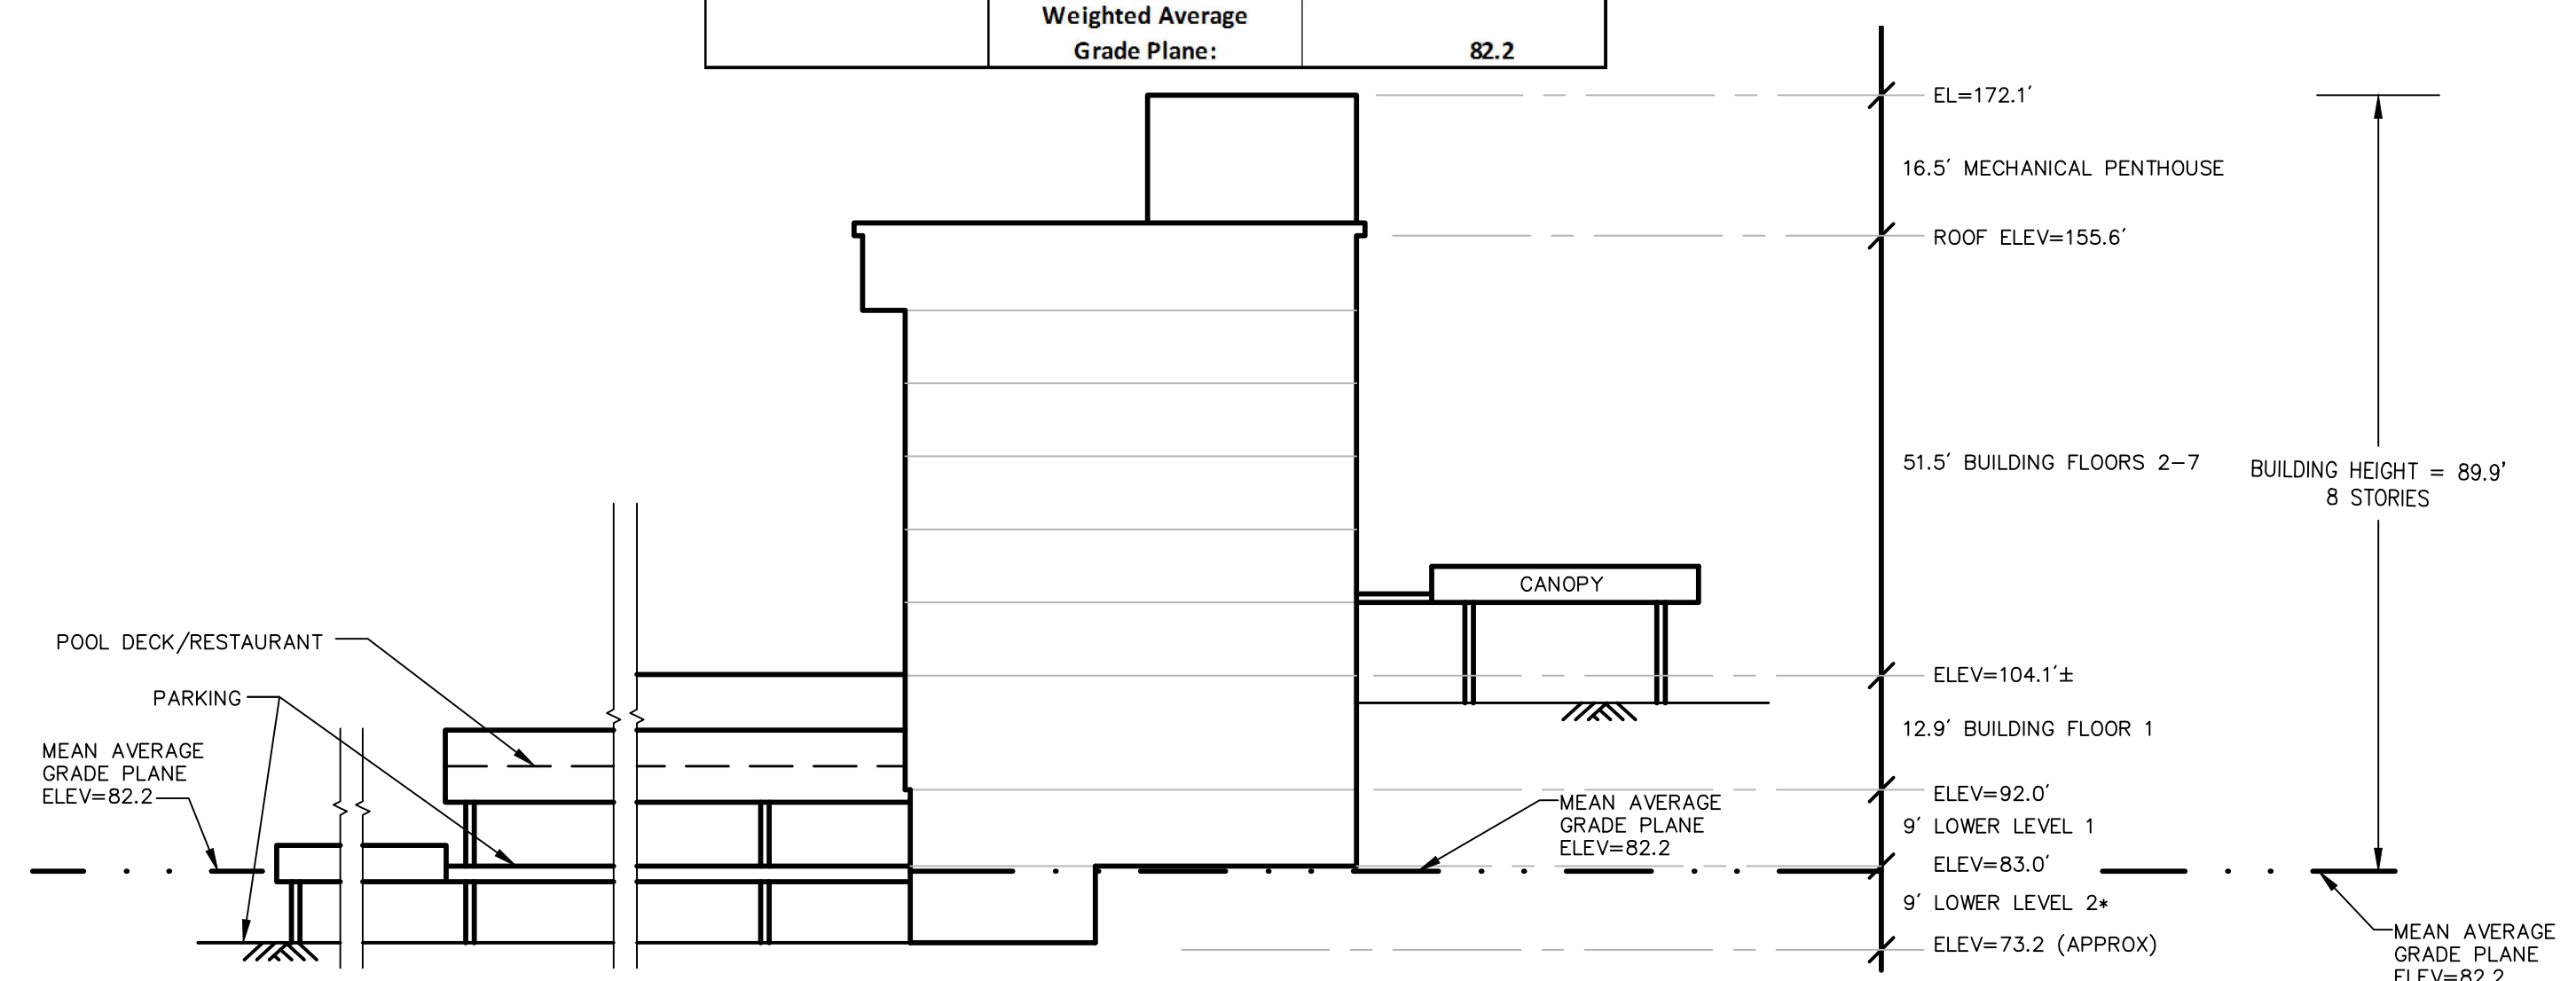 Weighted Average
Grade Plane:
82.2
EL=172.1'
16.5' MECHANICAL PENTHOUSE
ROOF ELEV=155.6'
51.5' BUILDING FLOORS 2-7
BUILDING HEIGHT = 89.9'
8 STORIES
CANOPY
POOL DECK/RESTAURANT
ELEV=104.1'±
PARKING
12.9' BUILDING FLOOR 1
MEAN AVERAGE
GRADE PLANE
ELEV=82.2
ELEV=92.0'
MEAN AVERAGE
GRADE PLANE
ELEV=82.2
9' LOWER LEVEL 1
ELEV=83.0'
9' LOWER LEVEL 2*
ELEV=73.2 (APPROX)
MEAN AVERAGE
GRADE PLANE
ELEV=82.2